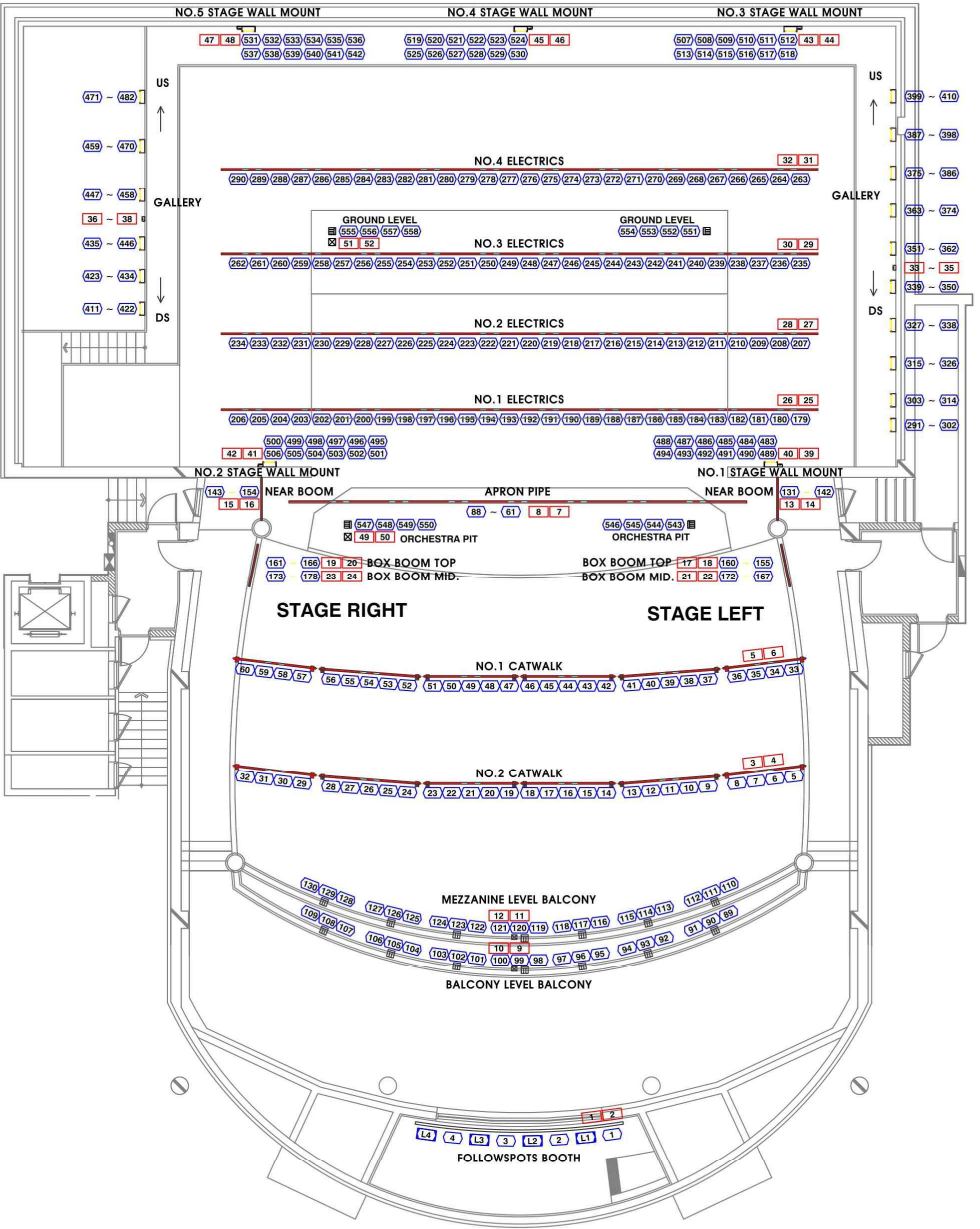 NO.5 STAGE WALL MOUNT NO.4 STAGE WALL MOUNT NO.3 STAGE WALL MOUNT
47 48 531 532 533 534 535 536 519 520 521 522 523 524 45 46 507 508 509 510 511 512 43 44
537 538 539 540 541 542 525 526 527 528 529 530 513 514 515 516 517 518
US US
471 ~ 482 399 ~ 410
387 ~ 398
459 ~ 470
NO.4 ELECTRICS 32 31
375 ~ 386
290 289 288 287 286 285 284 283 282 281 280 279 278 277 276 275 274 273 272 271 270 269 268 267 266 265 264 263
447 ~ 458
GALLERY GALLERY
363 ~ 374
36 ~ 38
GROUND LEVEL GROUND LEVEL
555 556 557 558 554 553 552 551
435 ~ 446 51 52 NO.3 ELECTRICS 30 29 351 ~ 362
262 261 260 259 258 257 256 255 254 253 252 251 250 249 248 247 246 245 244 243 242 241 240 239 238 237 236 235
33 ~ 35
423 ~ 434
339 ~ 350
411 ~ 422
DS DS
NO.2 ELECTRICS 28 27 327 ~ 338
234 233 232 231 230 229 228 227 226 225 224 223 222 221 220 219 218 217 216 215 214 213 212 211 210 209 208 207
315 ~ 326
NO.1 ELECTRICS 26 25 303 ~ 314
206 205 204 203 202 201 200 199 198 197 196 195 194 193 192 191 190 189 188 187 186 185 184 183 182 181 180 179
291 ~ 302
500 499 498 497 496 495 488 487 486 485 484 483
42 41 506 505 504 503 502 501 494 493 492 491 490 489 40 39
NO.2 STAGE WALL MOUNT NO.1 STAGE WALL MOUNT
143 ~ 154 NEAR BOOM APRON PIPE NEAR BOOM 131 ~ 142
15 16 88 ~ 61 8 7 13 14
547 548 549 550 546 545 544 543
49 50 ORCHESTRA PIT ORCHESTRA PIT
161 ~ 166 19 20 BOX BOOM TOP BOX BOOM TOP 17 18 160 ~ 155
173 ~ 178 23 24 BOX BOOM MID. BOX BOOM MID. 21 22 172 ~ 167
STAGE RIGHT STAGE LEFT
5 6
NO.1 CATWALK
60 59 58 57 56 55 54 53 52 51 50 49 48 47 46 45 44 43 42 41 40 39 38 37 36 35 34 33
3 4
NO.2 CATWALK
32 31 30 29 28 27 26 25 24 23 22 21 20 19 18 17 16 15 14 13 12 11 10 9 8 7 6 5
MEZZANINE LEVEL BALCONY
12 11
130 129 128 127 126 125 124 123 122 121 120 119 118 117 116 115 114 113 112 111 110
10 9
109 108 107 106 105 104 103 102 101 100 99 98 97 96 95 94 93 92 91 90 89
BALCONY LEVEL BALCONY
1 2
L4 4 L3 3 L2 2 L1 1
FOLLOWSPOTS BOOTH